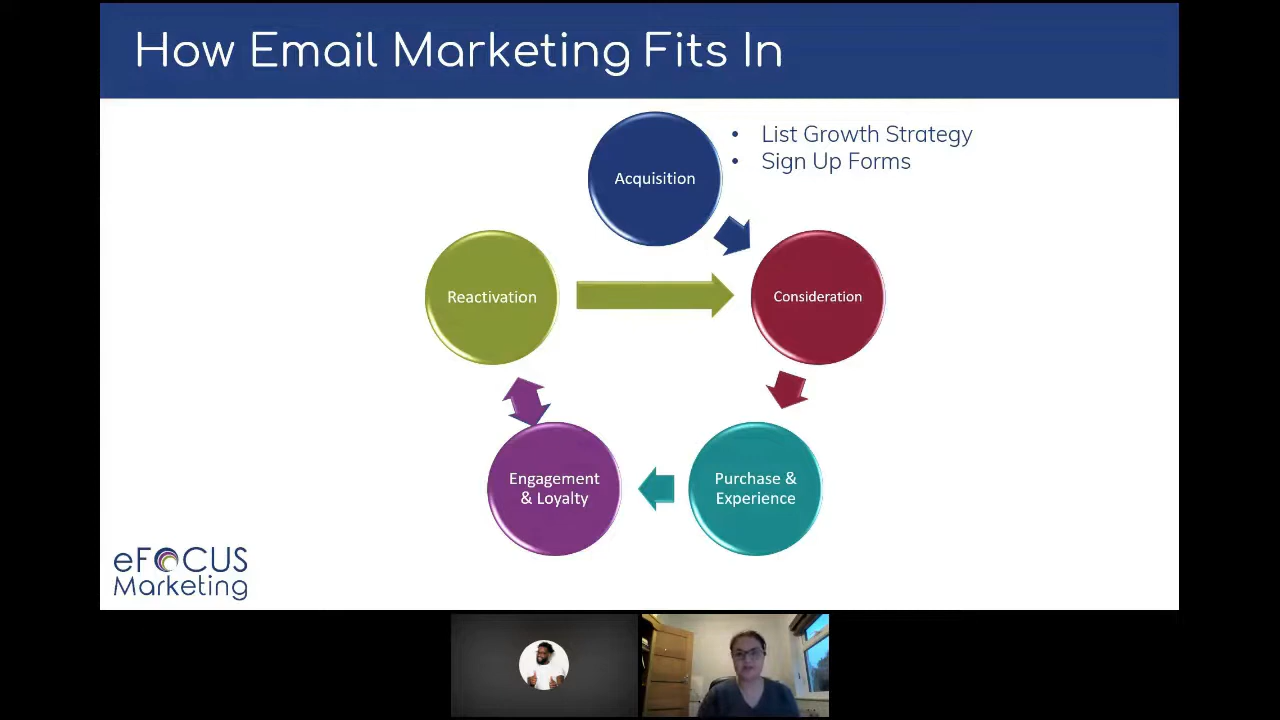 How Email Marketing Fits In
• List Growth Strategy
• Sign Up Forms
Acquisition
Reactivation
Consideration
Engagement
& Loyalty
Purchase &
Experience
eFOCUS
Marketing